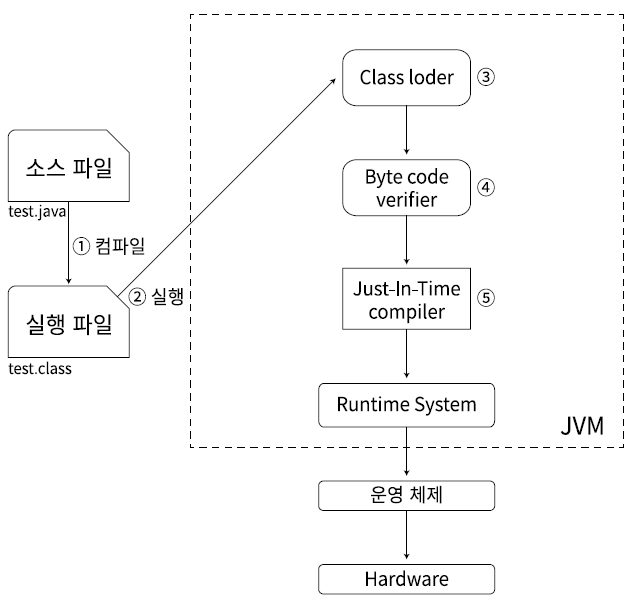 소스 파일
test.java
① 컴파일
실행 파일
② 실행
test.class
Class loder ③
Byte code
verifier
④
Just-In-Time
compiler
⑤
Runtime System
JVM
운영 체제
Hardware